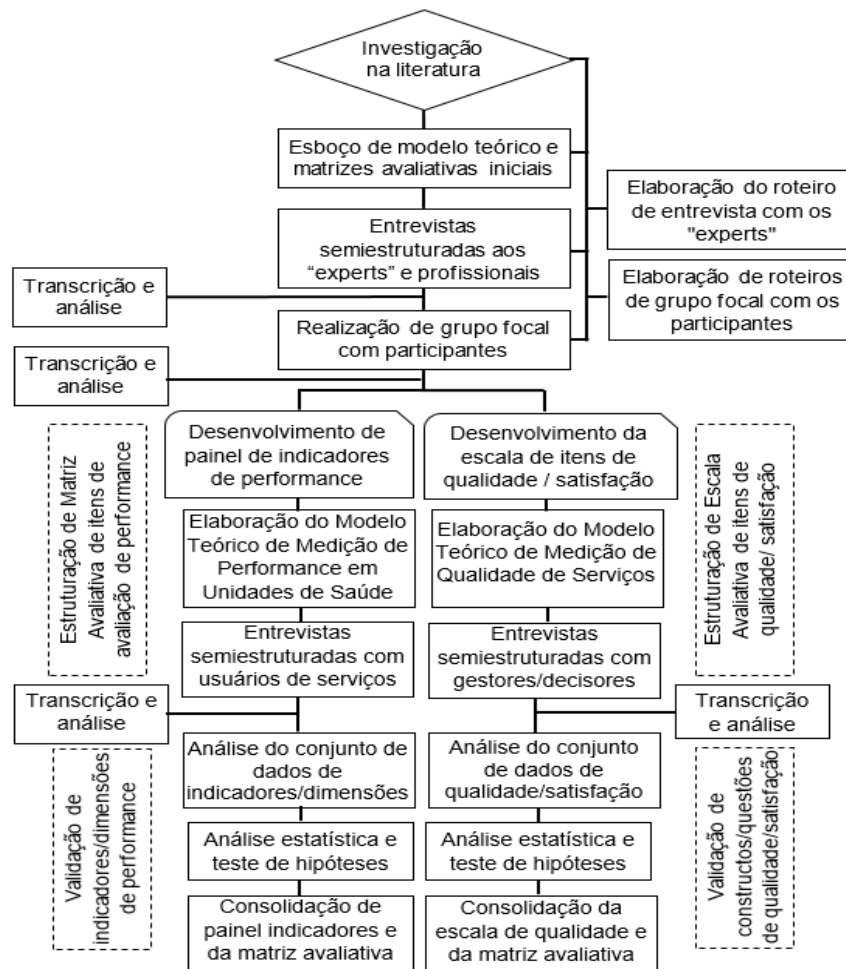 Investigação
na literatura
Esboço de modelo teórico e
matrizes avaliativas iniciais
Elaboração do roteiro
de entrevista com os
"experts"
Entrevistas
semiestruturadas aos
“experts” e profissionais
Elaboração de roteiros
de grupo focal com os
participantes
Transcrição e
análise
Realização de grupo focal
com participantes
Transcrição e
análise
Desenvolvimento de
painel de indicadores
de performance
Desenvolvimento da
escala de itens de
qualidade / satisfação
Estruturação de Matriz
Avaliativa de itens de
avaliação de performance
Elaboração do Modelo
Teórico de Medição de
Performance em
Unidades de Saúde
Elaboração do Modelo
Teórico de Medição de
Qualidade de Serviços
Estruturação de Escala
Avaliativa de itens de
qualidade/ satisfação
Entrevistas
semiestruturadas com
usuários de serviços
Entrevistas
semiestruturadas com
gestores/decisores
Transcrição e
análise
Transcrição
e análise
Análise do conjunto de
dados de
indicadores/dimensões
Análise do conjunto
de dados de
qualidade/satisfação
Validação de
indicadores/dimensões
de performance
Validação de
constructos/questões
de qualidade/satisfação
Análise estatística e
teste de hipóteses
Análise estatística e
teste de hipóteses
Consolidação de
painel indicadores e
da matriz avaliativa
Consolidação da
escala de qualidade e
da matriz avaliativa